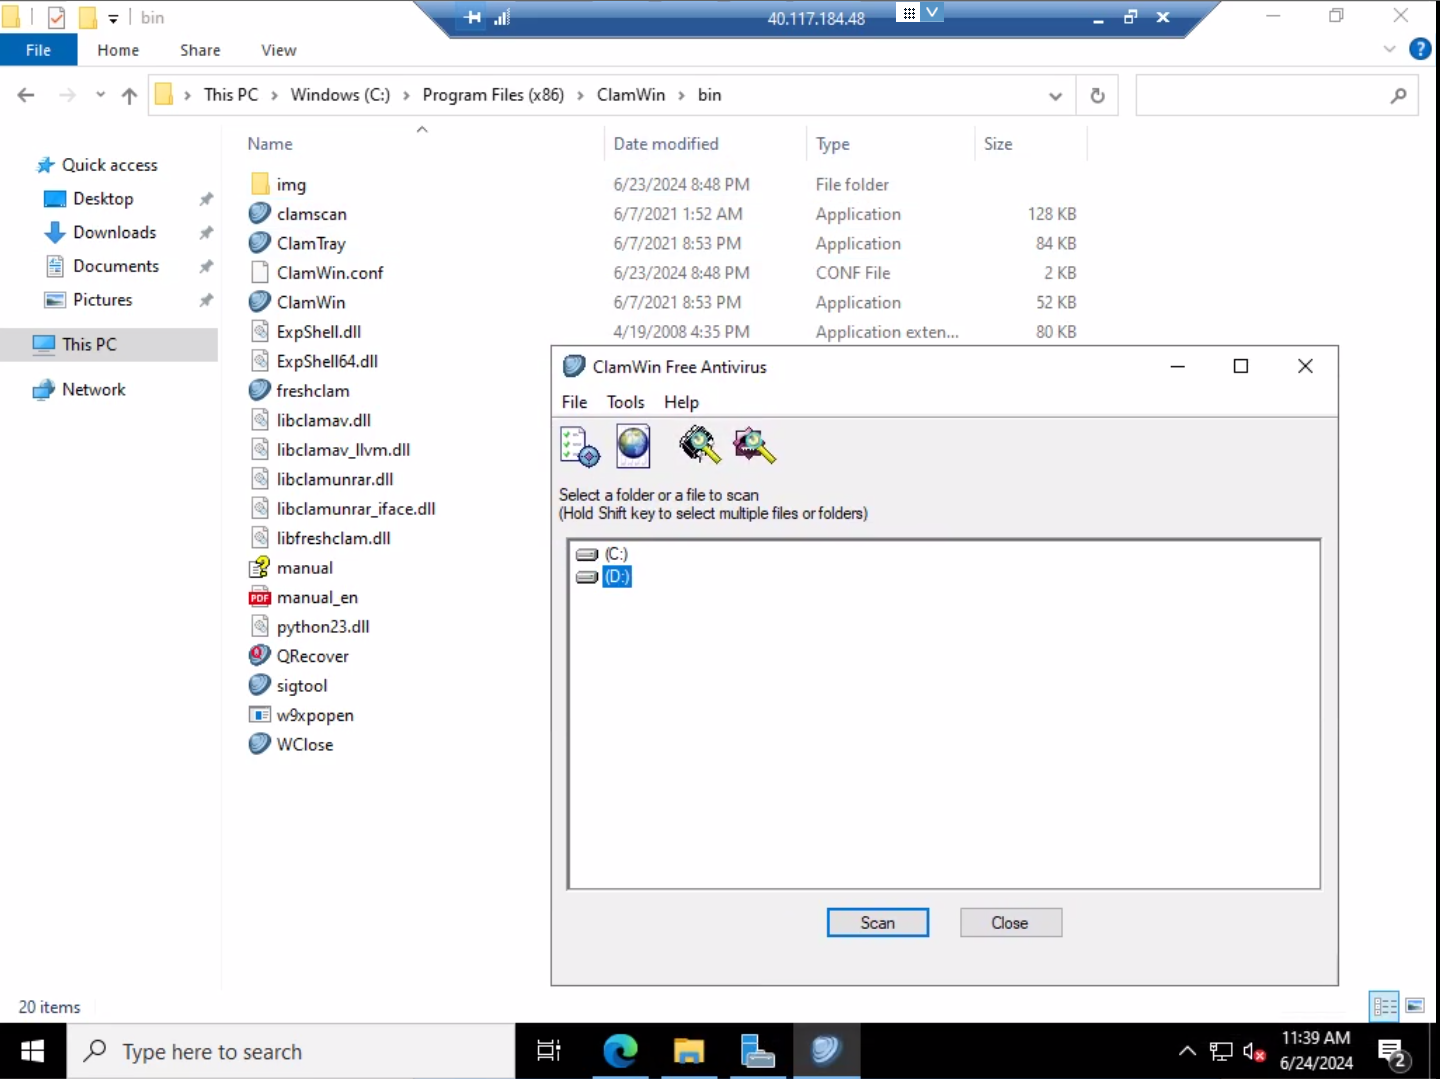 bin
40.117.184.48
File Home Share View
This PC Windows (C:) Program Files (x86) ClamWin bin
Name Date modified Type Size
Quick access
Desktop
Downloads
Documents
Pictures
This PC
Network
img 6/23/2024 8:48 PM File folder
clamscan 6/7/2021 1:52 AM Application 128 KB
ClamTray 6/7/2021 8:53 PM Application 84 KB
ClamWin.conf 6/23/2024 8:48 PM CONF File 2 KB
ClamWin 6/7/2021 8:53 PM Application 52 KB
ExpShell.dll 4/19/2008 4:35 PM Application exten... 80 KB
ExpShell64.dll
freshclam
libclamav.dll
libclamav_llvm.dll
libclamunrar.dll
libclamunrar_iface.dll
libfreshclam.dll
manual
manual_en
python23.dll
QRecover
sigtool
w9xpopen
WClose
PDF
ClamWin Free Antivirus
File Tools Help
Select a folder or a file to scan
(Hold Shift key to select multiple files or folders)
(C:)
(D:)
Scan Close
20 items
Type here to search
11:39 AM
6/24/2024
2